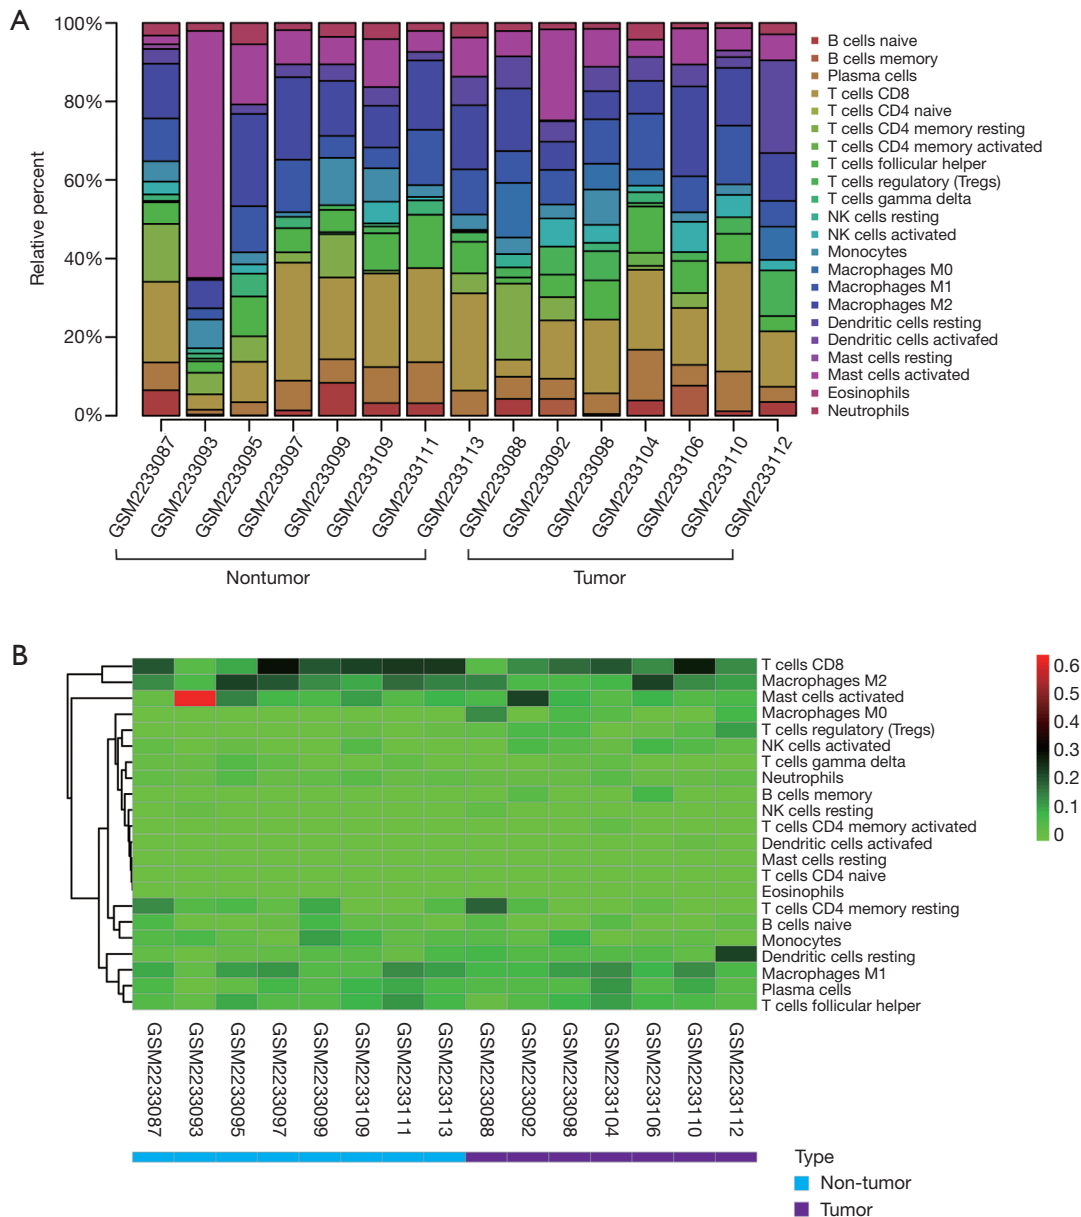 A
100%
80%
60%
40%
20%
0%
Relative percent
B cells naive
B cells memory
Plasma cells
T cells CD8
T cells CD4 naive
T cells CD4 memory resting
T cells CD4 memory activated
T cells follicular helper
T cells regulatory (Tregs)
T cells gamma delta
NK cells resting
NK cells activated
Monocytes
Macrophages M0
Macrophages M1
Macrophages M2
Dendritic cells resting
Dendritic cells activafed
Mast cells resting
Mast cells activated
Eosinophils
Neutrophils
GSM2233087
GSM2233093
GSM2233095
GSM2233097
GSM2233099
GSM2233109
GSM2233111
GSM2233113
GSM2233088
GSM2233092
GSM2233098
GSM2233104
GSM2233106
GSM2233110
GSM2233112
Nontumor
Tumor
B
T cells CD8
Macrophages M2
Mast cells activated
Macrophages M0
T cells regulatory (Tregs)
NK cells activated
T cells gamma delta
Neutrophils
B cells memory
NK cells resting
T cells CD4 memory activated
Dendritic cells activafed
Mast cells resting
T cells CD4 naive
Eosinophils
T cells CD4 memory resting
B cells naive
Monocytes
Dendritic cells resting
Macrophages M1
Plasma cells
T cells follicular helper
0.6
0.5
0.4
0.3
0.2
0.1
0
GSM2233087
GSM2233093
GSM2233095
GSM2233097
GSM2233099
GSM2233109
GSM2233111
GSM2233113
GSM2233088
GSM2233092
GSM2233098
GSM2233104
GSM2233106
GSM2233110
GSM2233112
Type
Non-tumor
Tumor